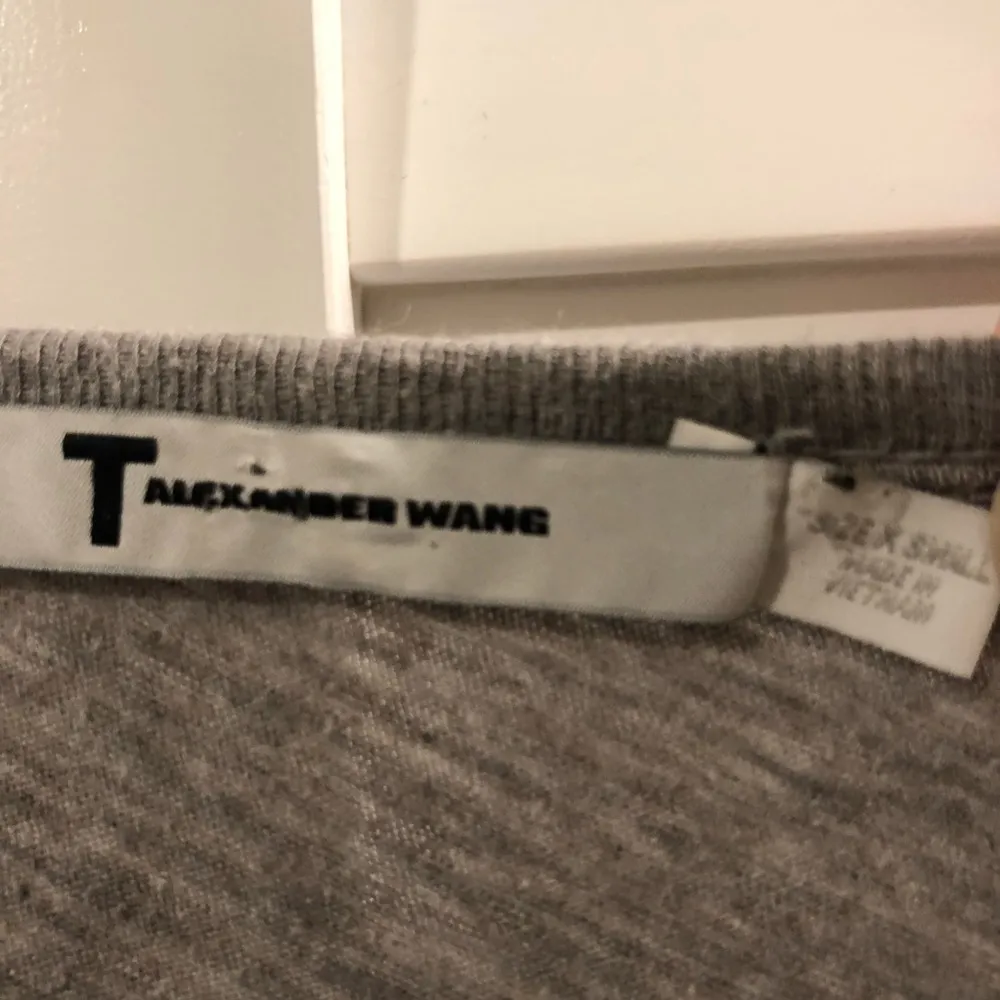 T ALEXANDER WANG
SIZE X SMALL
MADE IN
VIETNAM